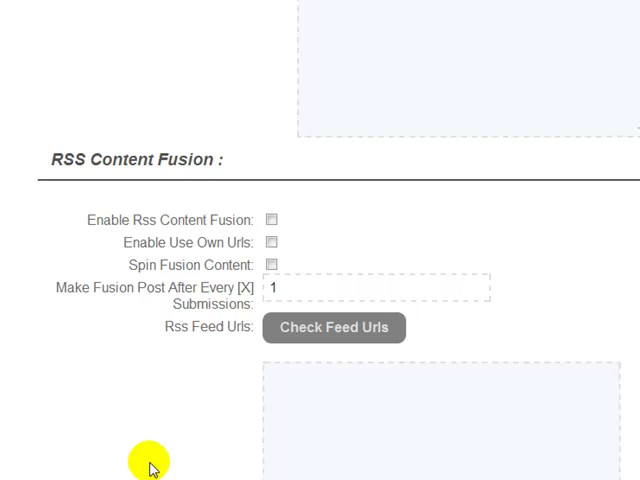 RSS Content Fusion :
Enable Rss Content Fusion:
Enable Use Own Urls:
Spin Fusion Content:
Make Fusion Post After Every [X] 1
Submissions:
Rss Feed Urls: Check Feed Urls